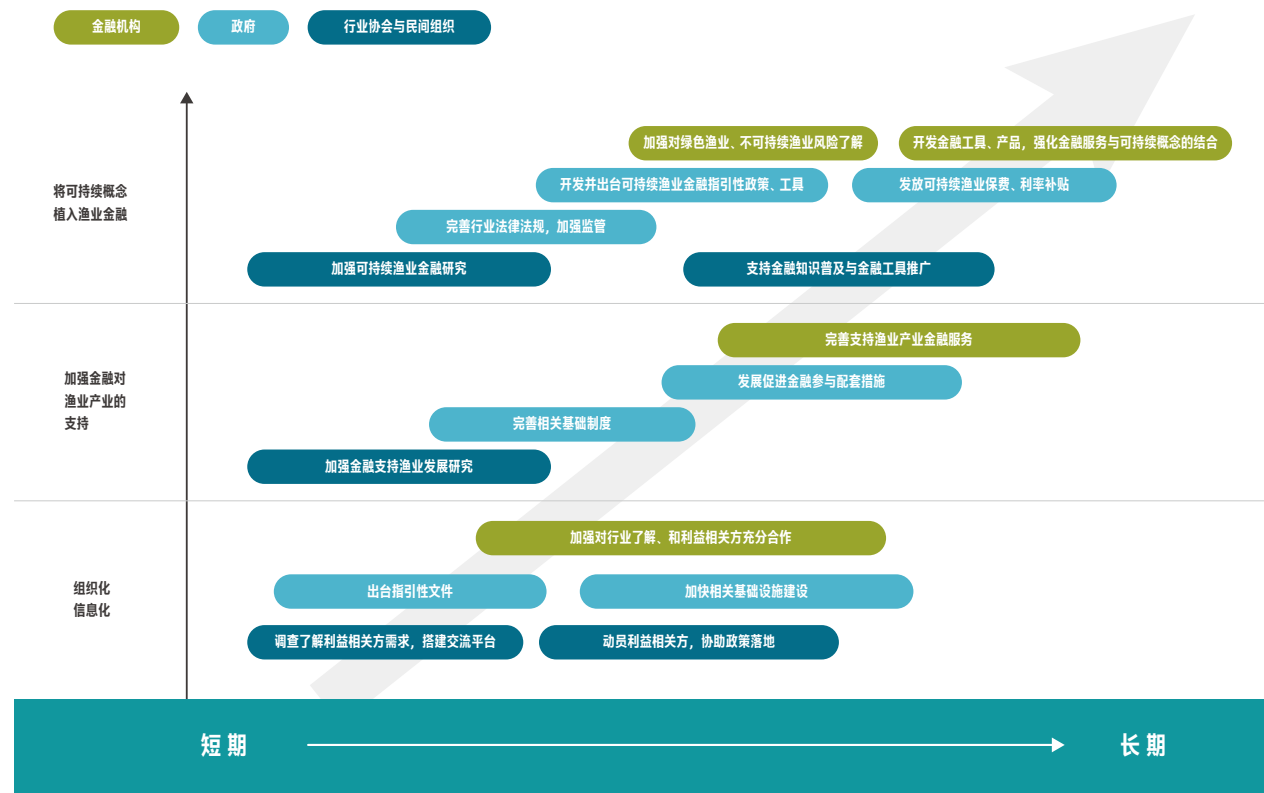 金融机构
政府
行业协会与民间组织
将可持续概念
植入渔业金融
加强对绿色渔业、不可持续渔业风险了解
开发金融工具、产品，强化金融服务与可持续概念的结合
开发并出台可持续渔业金融指引性政策、工具
发放可持续渔业保费、利率补贴
完善行业法律法规，加强监管
加强可持续渔业金融研究
支持金融知识普及与金融工具推广
加强金融对
渔业产业的
支持
完善支持渔业产业金融服务
发展促进金融参与配套措施
完善相关基础制度
加强金融支持渔业发展研究
组织化
信息化
加强对行业了解、和利益相关方充分合作
出台指引性文件
加快相关基础设施建设
调查了解利益相关方需求，搭建交流平台
动员利益相关方，协助政策落地
短期
长期